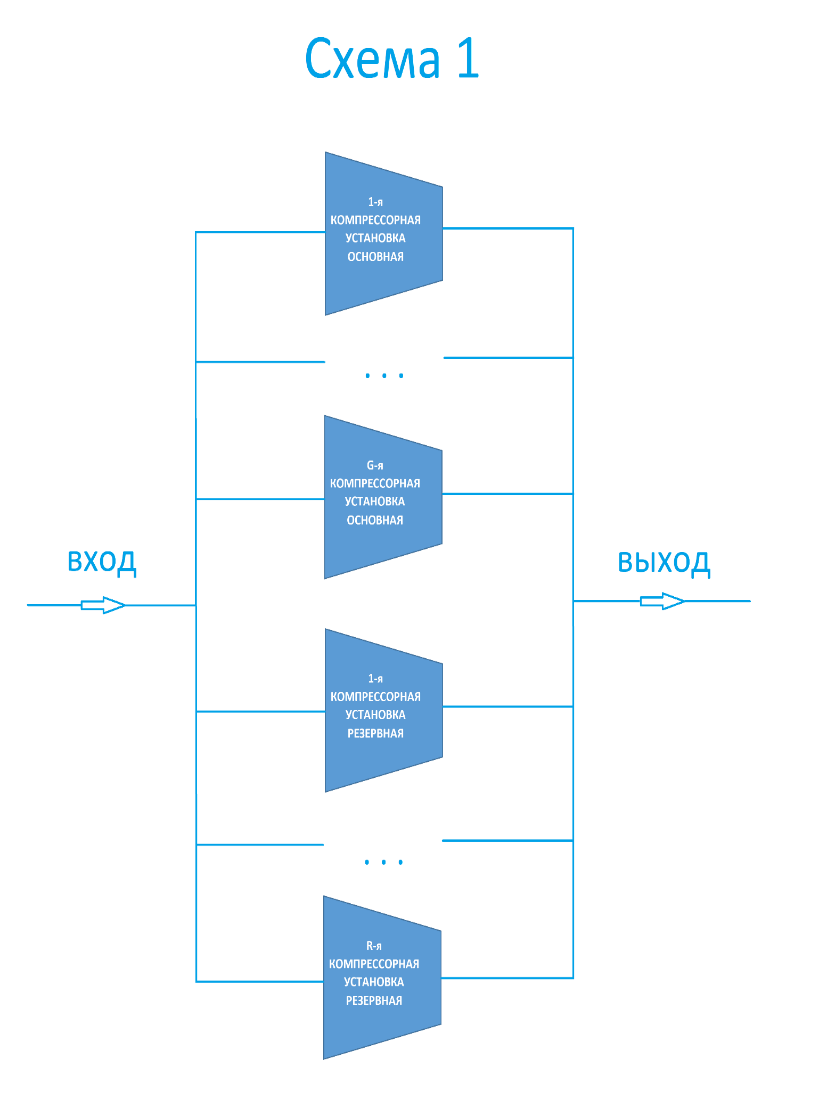 Схема 1
1-я
КОМПРЕССОРНАЯ
УСТАНОВКА
ОСНОВНАЯ
. . .
G-я
КОМПРЕССОРНАЯ
УСТАНОВКА
ОСНОВНАЯ
ВХОД
ВЫХОД
1-я
КОМПРЕССОРНАЯ
УСТАНОВКА
РЕЗЕРВНАЯ
. . .
R-я
КОМПРЕССОРНАЯ
УСТАНОВКА
РЕЗЕРВНАЯ